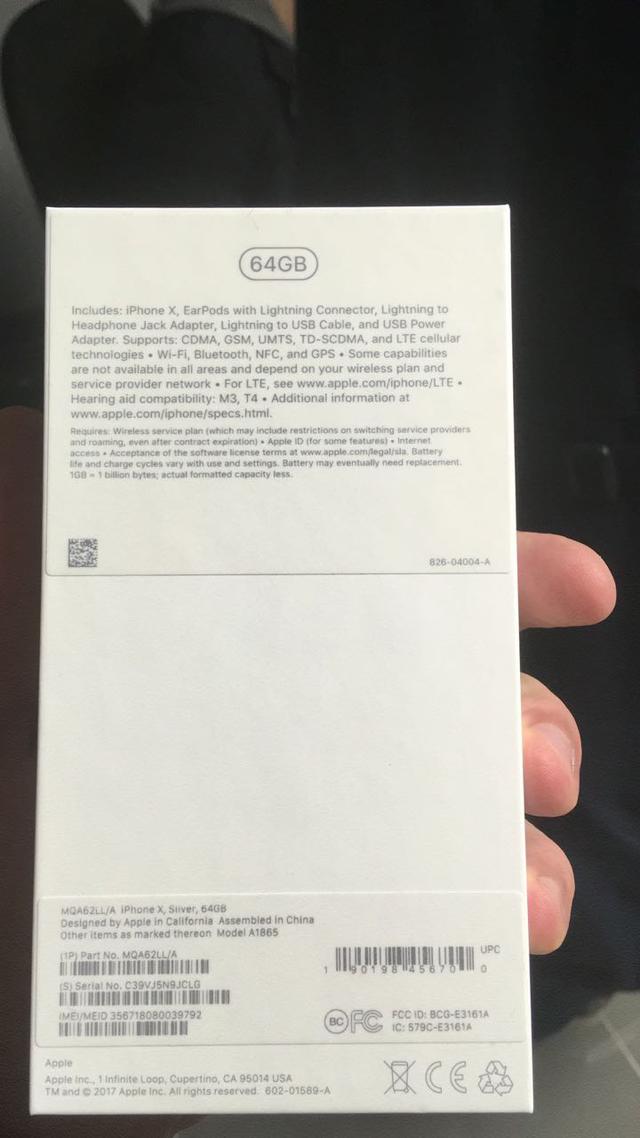 64GB
Includes: iPhone X, EarPods with Lightning Connector, Lightning to
Headphone Jack Adapter, Lightning to USB Cable, and USB Power
Adapter. Supports: CDMA, GSM, UMTS, TD-SCDMA, and LTE cellular
technologies • Wi-Fi, Bluetooth, NFC, and GPS • Some capabilities
are not available in all areas and depend on your wireless plan and
service provider network • For LTE, see www.apple.com/iphone/LTE •
Hearing aid compatibility: M3, T4 • Additional information at
www.apple.com/iphone/specs.html.
Requires: Wireless service plan (which may include restrictions on switching service providers
and roaming, even after contract expiration) • Apple ID (for some features) • Internet
access • Acceptance of the software license terms at www.apple.com/legal/sla. Battery
life and charge cycles vary with use and settings. Battery may eventually need replacement.
1GB = 1 billion bytes; actual formatted capacity less.
826-04004-A
MQA62LL/A iPhone X, Silver, 64GB
Designed by Apple in California Assembled in China
Other items as marked thereon Model A1865
(1P) Part No. MQA62LL/A
(S) Serial No. C39VJ5N9JCLG
IMEI/MEID 356718080039792
UPC
1 90198 45670 0
BC FC
FCC ID: BCG-E3161A
IC: 579C-E3161A
Apple
Apple Inc., 1 Infinite Loop, Cupertino, CA 95014 USA
TM and © 2017 Apple Inc. All rights reserved. 602-01589-A
CE